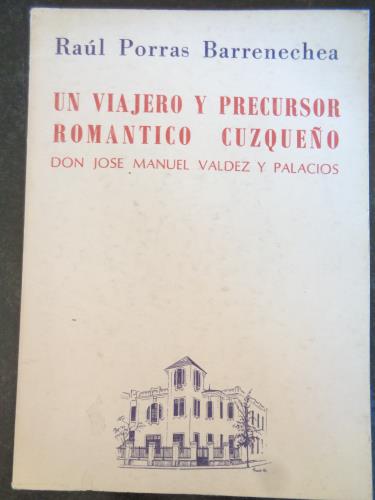 Raúl Porras Barrenechea
UN VIAJERO Y PRECURSOR
ROMANTICO CUZQUEÑO
DON JOSE MANUEL VALDEZ Y PALACIOS